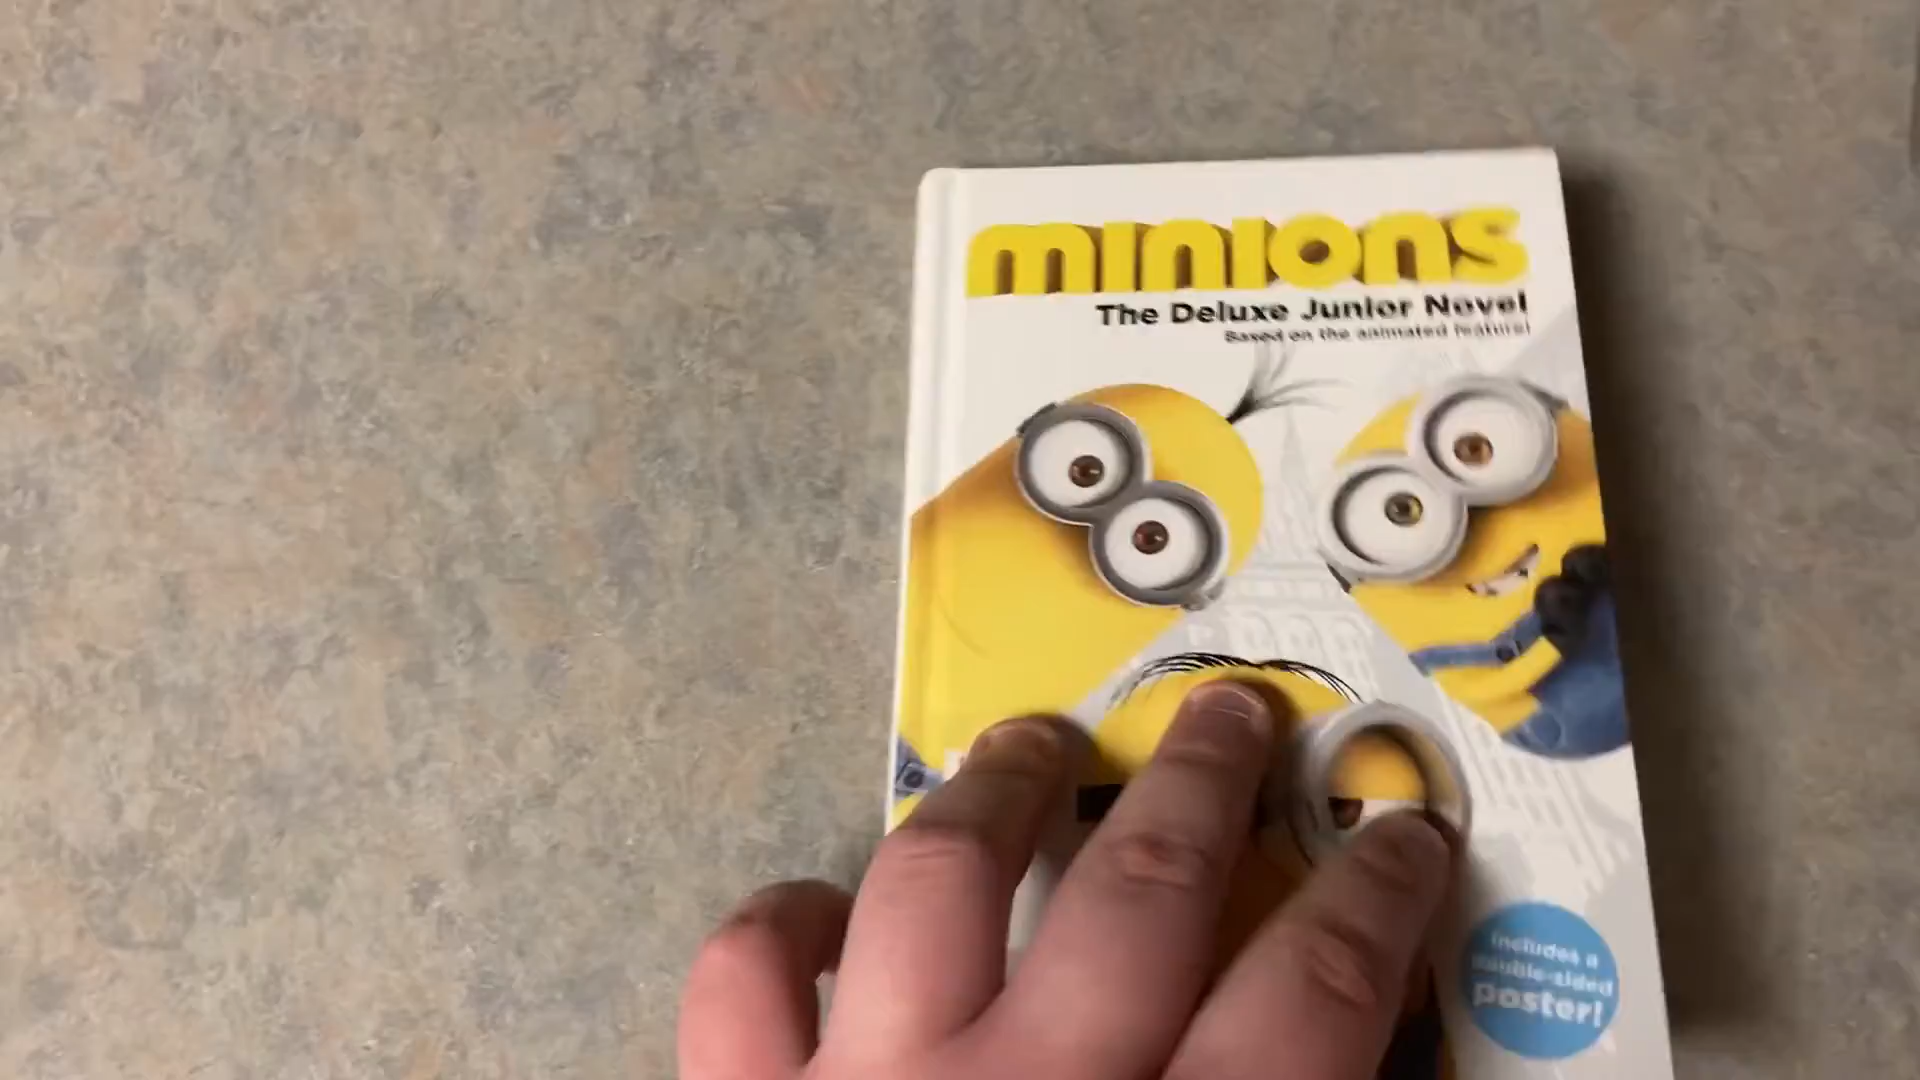 minions
The Deluxe Junior Novel
Based on the animated feature!
Includes a
double-sided
poster!